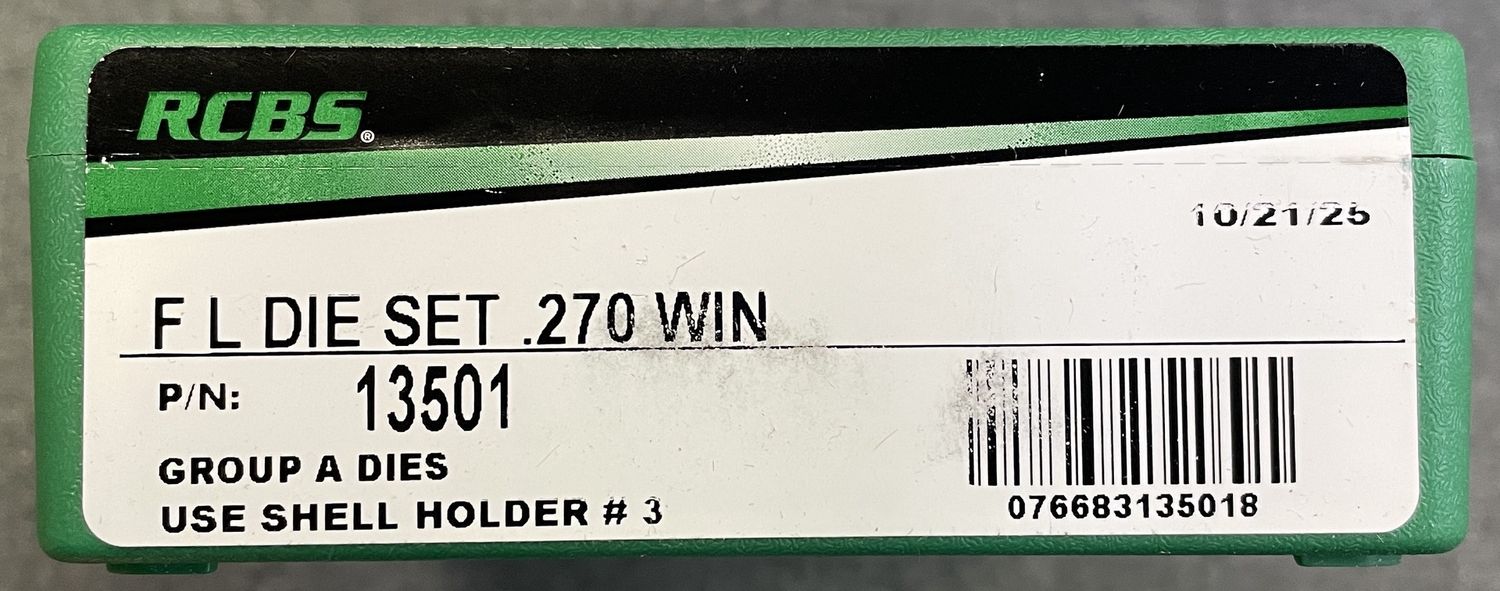 RCBS®
10/21/25
F L DIE SET .270 WIN
P/N: 13501
GROUP A DIES
USE SHELL HOLDER # 3
076683135018